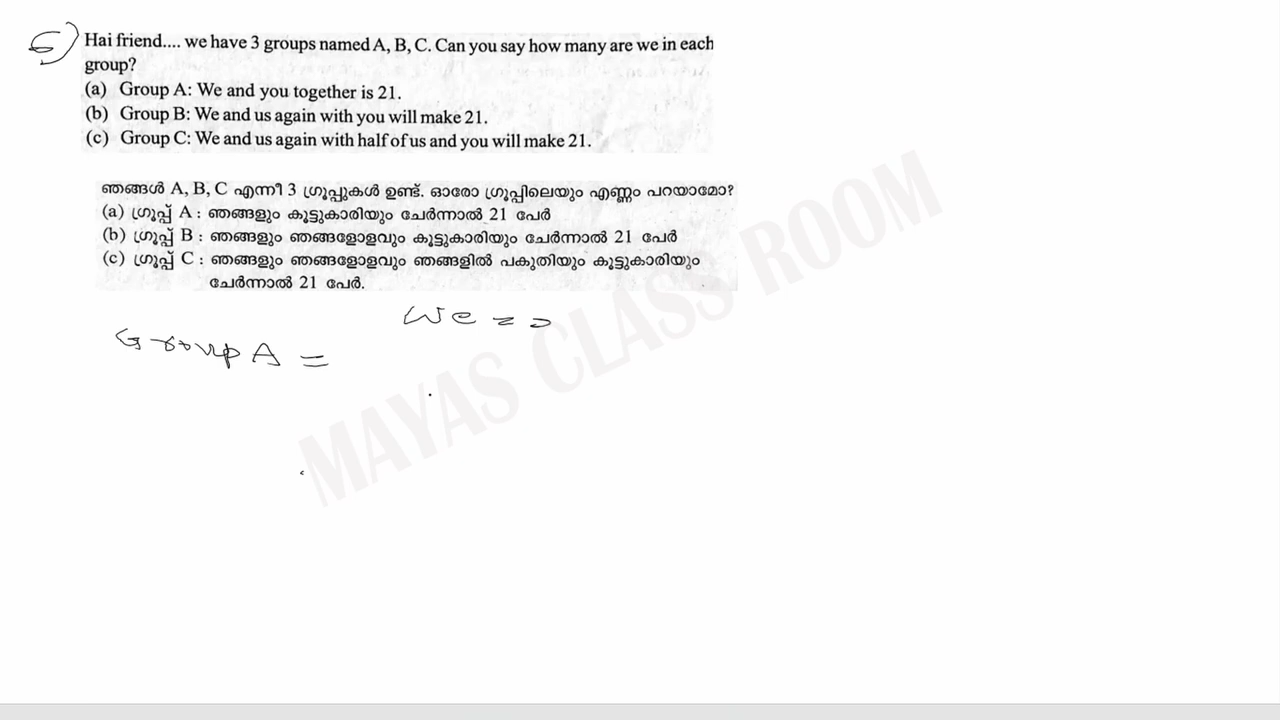 5)
Hai friend.... we have 3 groups named A, B, C. Can you say how many are we in each
group?
(a) Group A: We and you together is 21.
(b) Group B: We and us again with you will make 21.
(c) Group C: We and us again with half of us and you will make 21.
ഞങ്ങൾ A, B, C എന്നീ 3 ഗ്രൂപ്പുകൾ ഉണ്ട്. ഓരോ ഗ്രൂപ്പിലെയും എണ്ണം പറയാമോ?
(a) ഗ്രൂപ്പ് A : ഞങ്ങളും കൂട്ടുകാരിയും ചേർന്നാൽ 21 പേർ
(b) ഗ്രൂപ്പ് B : ഞങ്ങളും ഞങ്ങളോളവും കൂട്ടുകാരിയും ചേർന്നാൽ 21 പേർ
(c) ഗ്രൂപ്പ് C : ഞങ്ങളും ഞങ്ങളോളവും ഞങ്ങളിൽ പകുതിയും കൂട്ടുകാരിയും
ചേർന്നാൽ 21 പേർ.
We =
Group A =
MAYAS CLASS ROOM